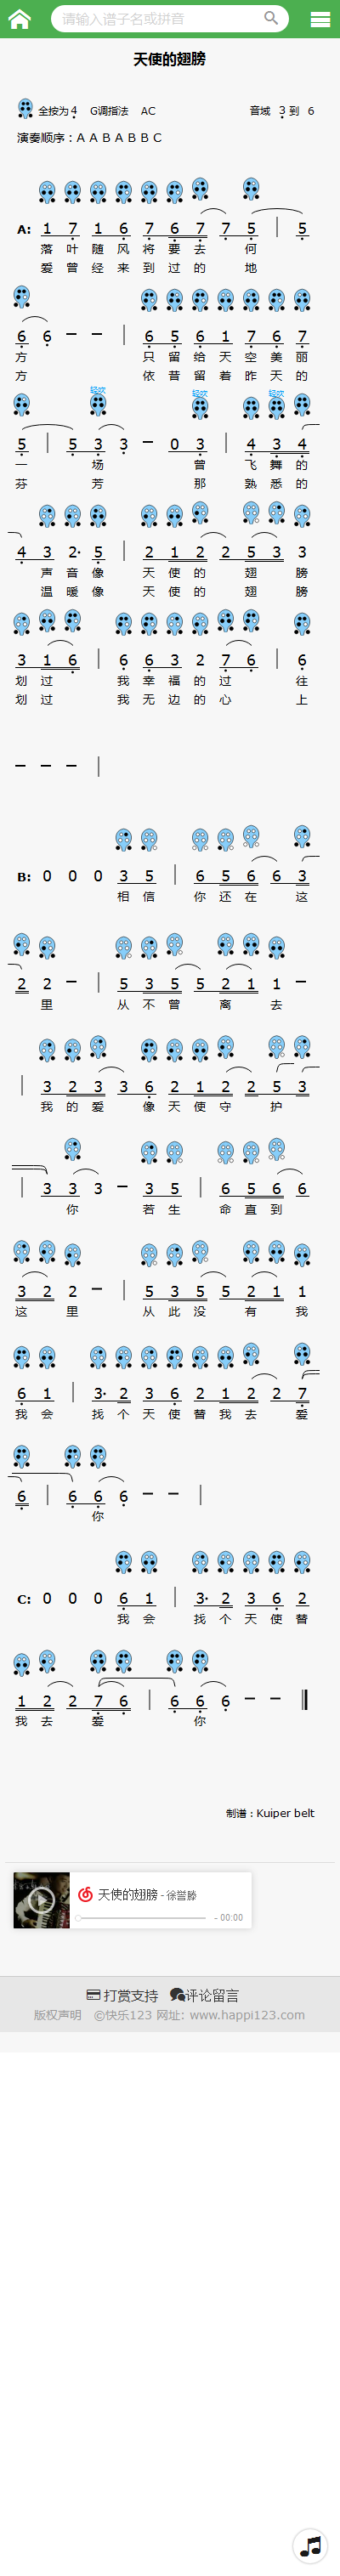 请输入谱子名或拼音
天使的翅膀
全按为4 G调指法 AC 音域 3 到 6
演奏顺序：A A B A B B C
A: 1 7 1 6 7 6 7 7 5 | 5
落叶随风将要去 何
爱曾经来到过的 地
6 6 － － | 6 5 6 1 7 6 7
方 只留给天空美丽
方 依昔留着昨天的
轻吹 轻吹 轻吹
5 | 5 3 3 － 0 3 | 4 3 4
一 场 曾 飞舞的
芬 芳 那 熟悉的
4 3 2· 5 | 2 1 2 2 5 3 3
声音像 天使的 翅 膀
温暖像 天使的 翅 膀
3 1 6 | 6 6 3 2 7 6 | 6
划过 我幸福的过 往
划过 我无边的心 上
－ － － |
B: 0 0 0 3 5 | 6 5 6 6 3
相信 你还在 这
2 2 － | 5 3 5 5 2 1 1 －
里 从不曾 离 去
| 3 2 3 3 6 2 1 2 2 5 3
我的爱 像天使守 护
| 3 3 3 － 3 5 | 6 5 6 6
你 若生 命直到
3 2 2 － | 5 3 5 5 2 1 1
这 里 从此没 有 我
6 1 | 3· 2 3 6 2 1 2 2 7
我会 找个天使替我去 爱
6 | 6 6 6 － － |
你
C: 0 0 0 6 1 | 3· 2 3 6 2
我会 找个天使替
1 2 2 7 6 | 6 6 6 － －
我去 爱 你
制谱：Kuiper bert
天使的翅膀 - 徐誉滕
- 00:00
打赏支持 评论留言
版权声明 ©快乐123 网址: www.happi123.com